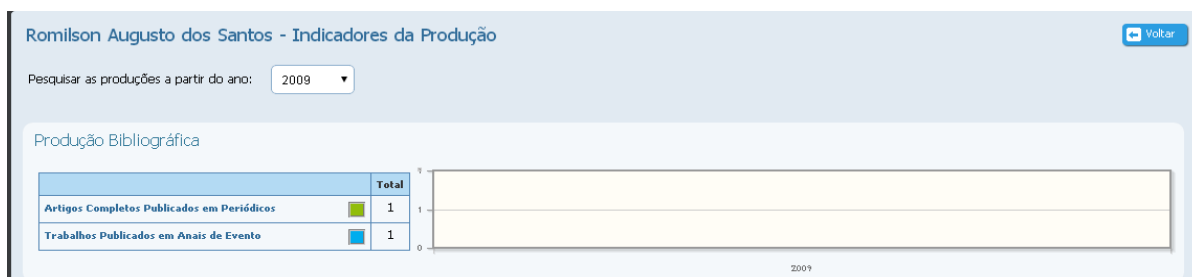 Romilson Augusto dos Santos - Indicadores da Produção
Voltar
Pesquisar as produções a partir do ano: 2009
Produção Bibliográfica
Total
Artigos Completos Publicados em Periódicos 1
Trabalhos Publicados em Anais de Evento 1
1
0
2009